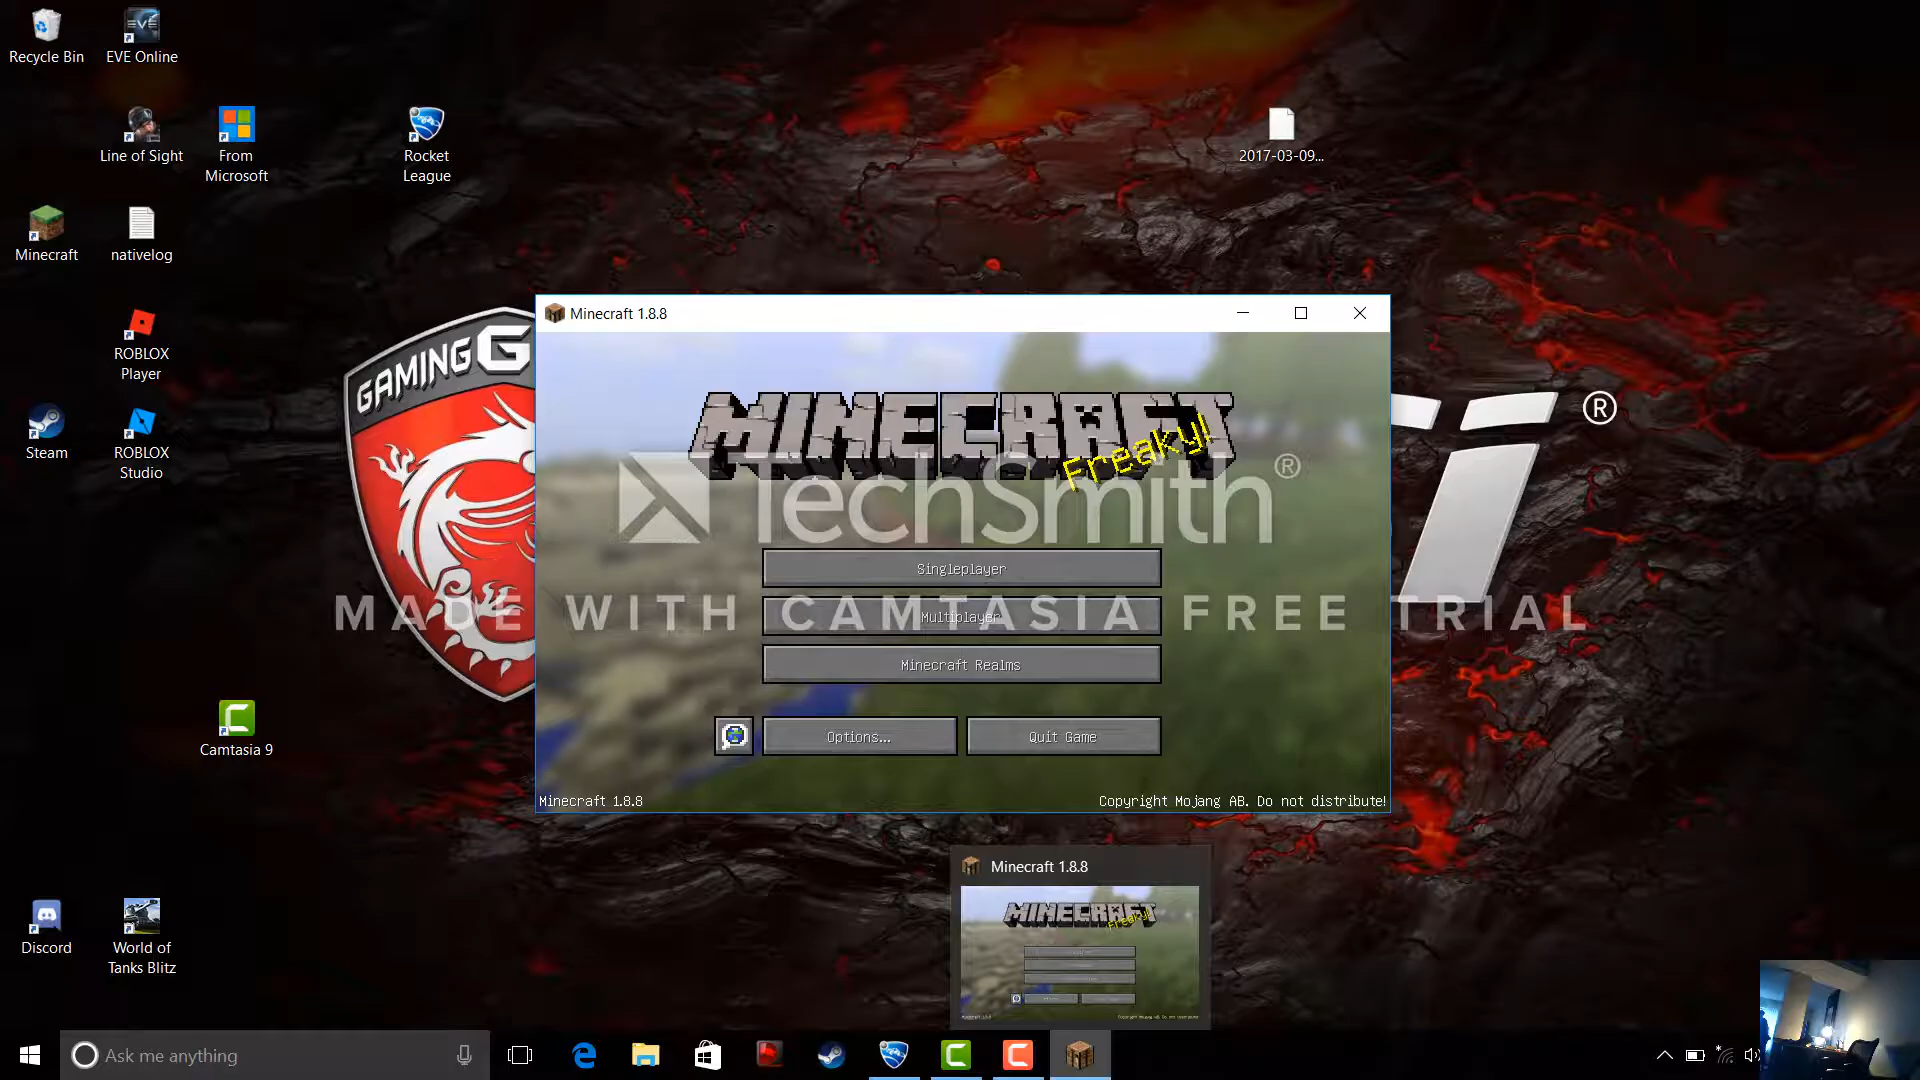 Recycle Bin
EVE Online
Line of Sight
From
Microsoft
Rocket
League
2017-03-09...
Minecraft
nativelog
ROBLOX
Player
Steam
ROBLOX
Studio
Camtasia 9
Discord
World of
Tanks Blitz
GAMING G
®
Minecraft 1.8.8
MINECRAFT
Freaky!
TechSmith®
MADE WITH CAMTASIA FREE TRIAL
Singleplayer
Multiplayer
Minecraft Realms
Options...
Quit Game
Minecraft 1.8.8
Copyright Mojang AB. Do not distribute!
Minecraft 1.8.8
MINECRAFT
Freaky!
Ask me anything